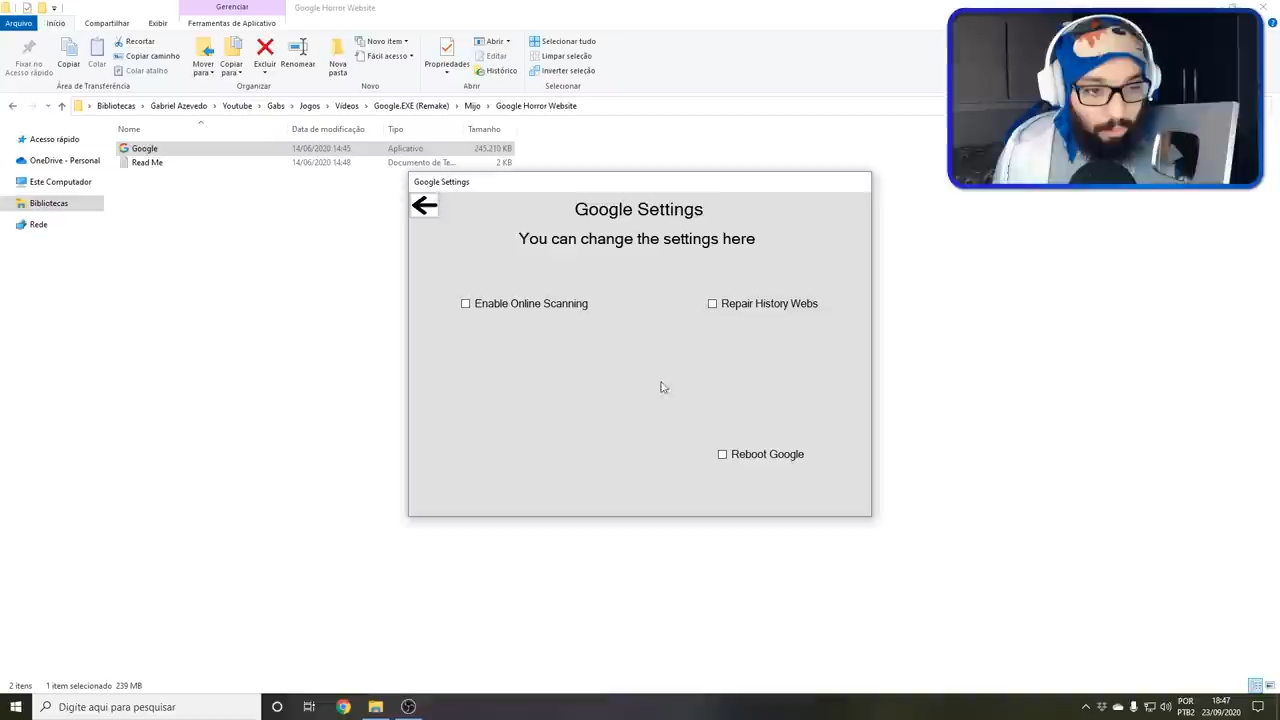 Gerenciar
Google Horror Website
Arquivo
Início
Compartilhar
Exibir
Ferramentas de Aplicativo
Fixar no
Acesso rápido
Copiar
Colar
Recortar
Copiar caminho
Colar atalho
Área de Transferência
Mover
para
Copiar
para
Excluir
Renomear
Organizar
Nova
pasta
Novo item
Fácil acesso
Novo
Propriedades
Abrir
Editar
Histórico
Abrir
Selecionar tudo
Limpar seleção
Inverter seleção
Selecionar
Bibliotecas
Gabriel Azevedo
Youtube
Gabs
Jogos
Vídeos
Google.EXE (Remake)
Mijo
Google Horror Website
Nome
Data de modificação
Tipo
Tamanho
Google
14/06/2020 14:45
Aplicativo
245.210 KB
Read Me
14/06/2020 14:48
Documento de Te...
2 KB
Acesso rápido
OneDrive - Personal
Este Computador
Bibliotecas
Rede
Google Settings
Google Settings
You can change the settings here
Enable Online Scanning
Repair History Webs
Reboot Google
2 itens
1 item selecionado 239 MB
Digite aqui para pesquisar
POR
PTB2
18:47
23/09/2020